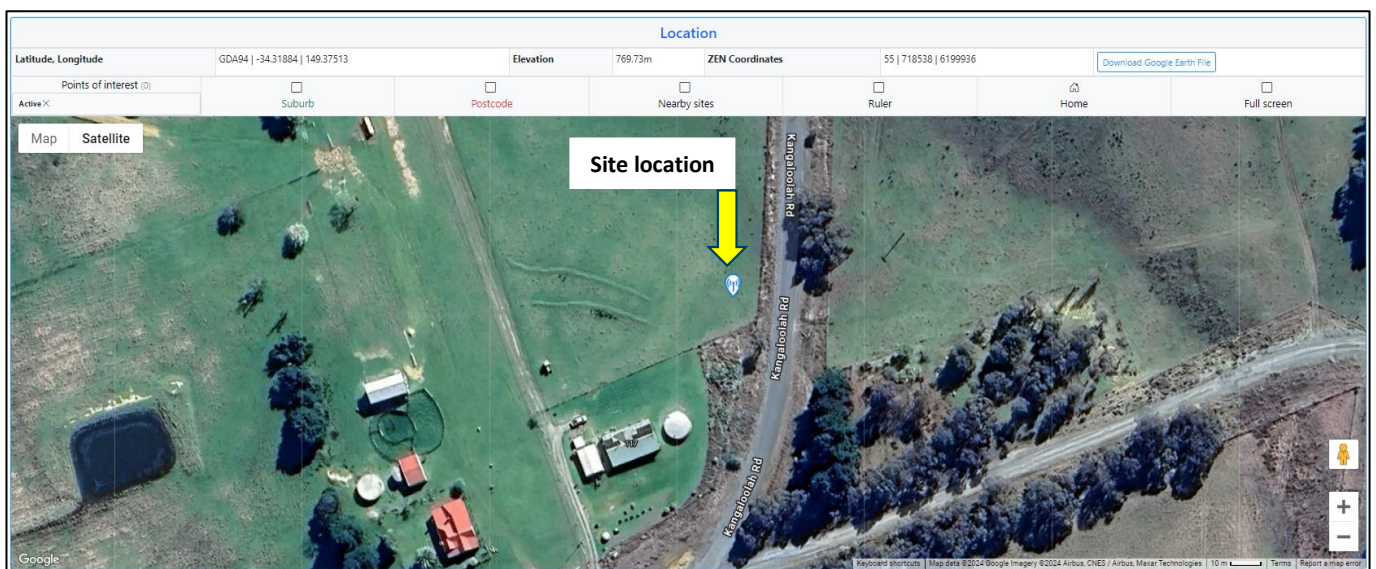 Location
Latitude, Longitude GDA94 | -34.31884 | 149.37513 Elevation 769.73m ZEN Coordinates 55 | 718538 | 6199936 Download Google Earth File
Points of interest (0) Suburb Postcode Nearby sites Ruler Home Full screen
Active×
Map Satellite
Site location
Kangaloolah Rd
Kangaloolah Rd
117
Kangaloolah Rd
Google
Keyboard shortcuts Map data ©2024 Google Imagery ©2024 Airbus, CNES / Airbus, Maxar Technologies 10 m Terms Report a map error